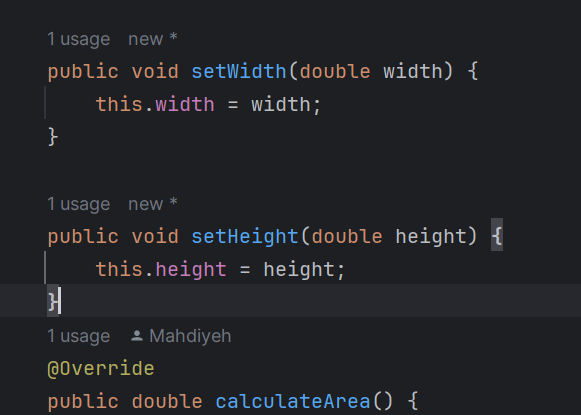 1 usage   new *
public void setWidth(double width) {
    this.width = width;
}
1 usage   new *
public void setHeight(double height) {
    this.height = height;
}
1 usage   Mahdiyeh
@Override
public double calculateArea() {